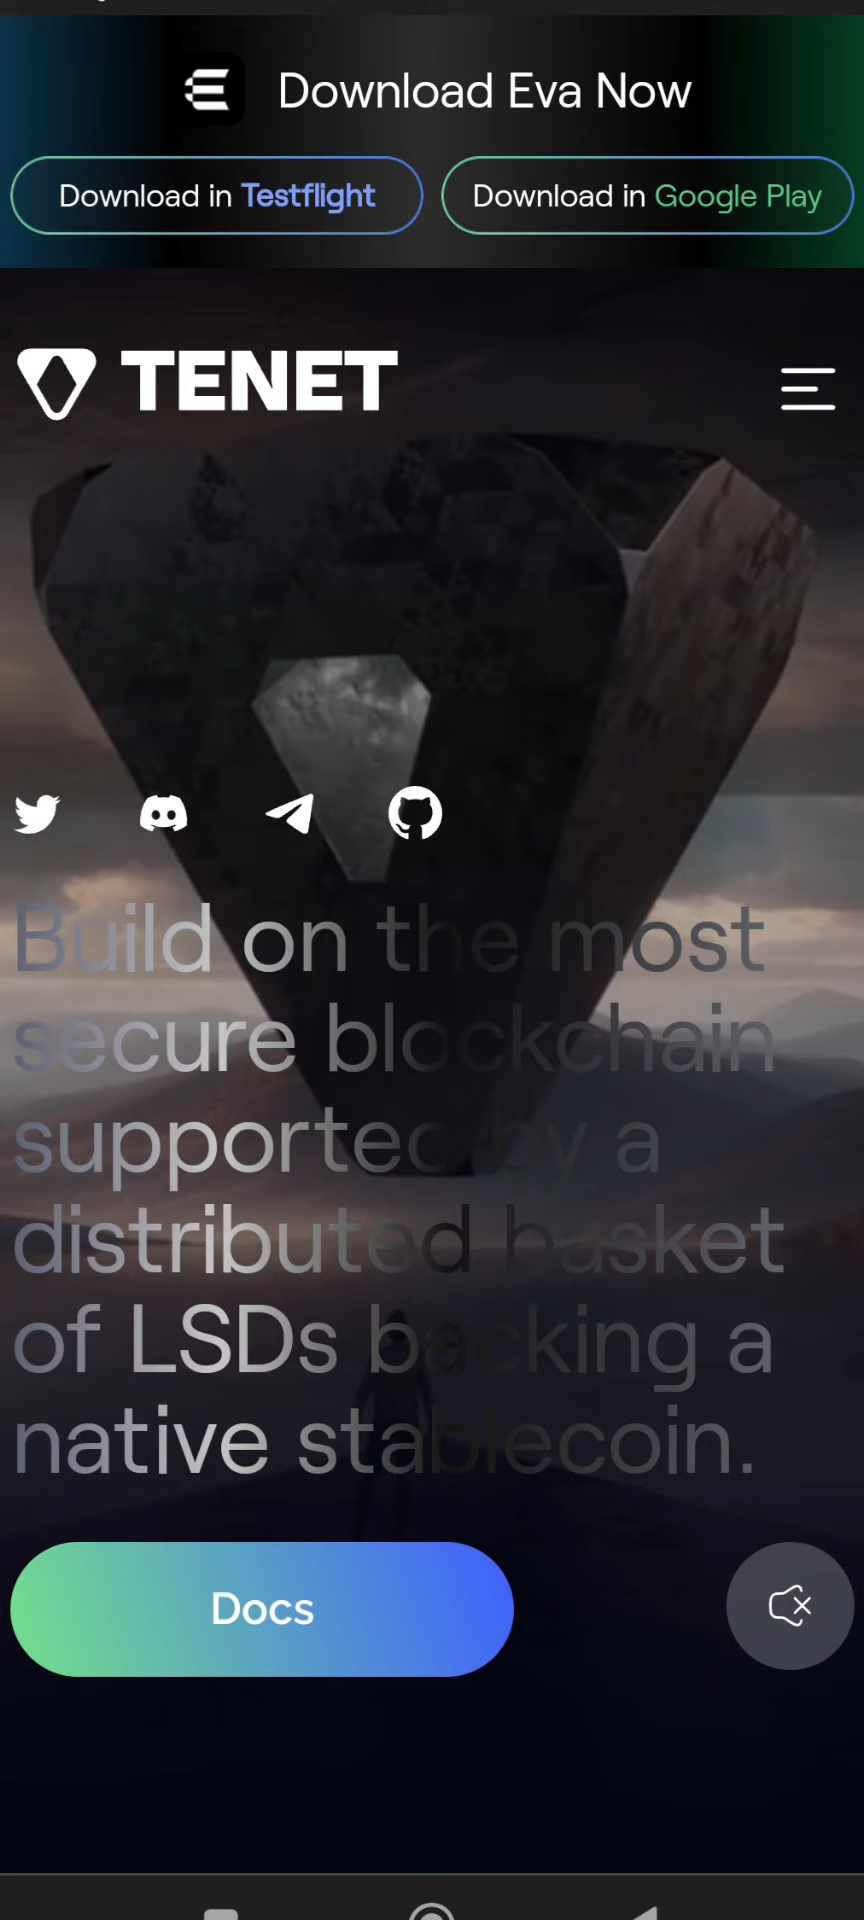 Download Eva Now
Download in Testflight
Download in Google Play
TENET
Build on the most
secure blockchain
supported by a
distributed basket
of LSDs backing a
native stablecoin.
Docs